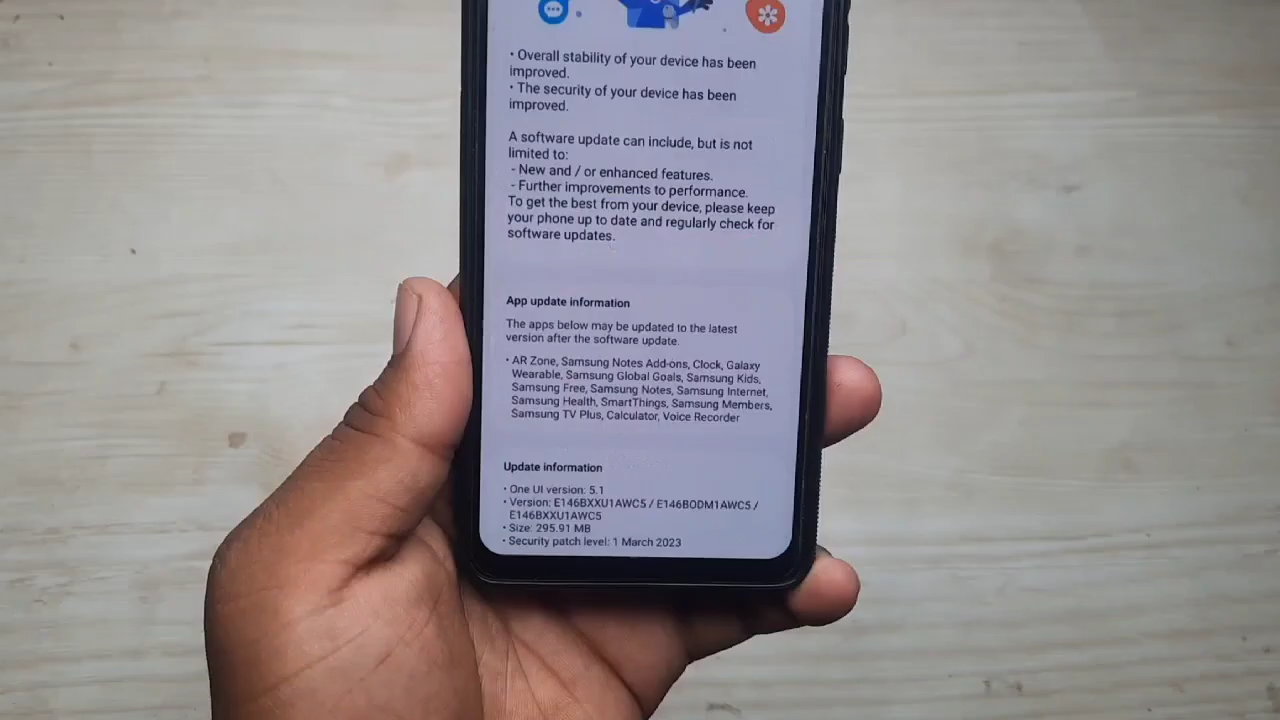 • Overall stability of your device has been
improved.
• The security of your device has been
improved.
A software update can include, but is not
limited to:
- New and / or enhanced features.
- Further improvements to performance.
To get the best from your device, please keep
your phone up to date and regularly check for
software updates.
App update information
The apps below may be updated to the latest
version after the software update.
• AR Zone, Samsung Notes Add-ons, Clock, Galaxy
Wearable, Samsung Global Goals, Samsung Kids,
Samsung Free, Samsung Notes, Samsung Internet,
Samsung Health, SmartThings, Samsung Members,
Samsung TV Plus, Calculator, Voice Recorder
Update information
• One UI version: 5.1
• Version: E146BXXU1AWC5 / E146BODM1AWC5 /
E146BXXU1AWC5
• Size: 295.91 MB
• Security patch level: 1 March 2023